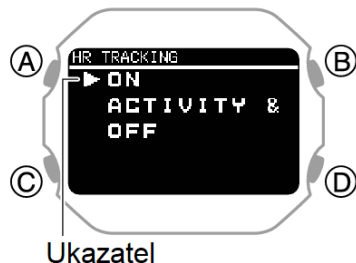 A
B
HR TRACKING
▶ ON
ACTIVITY &
OFF
C
D
Ukazatel